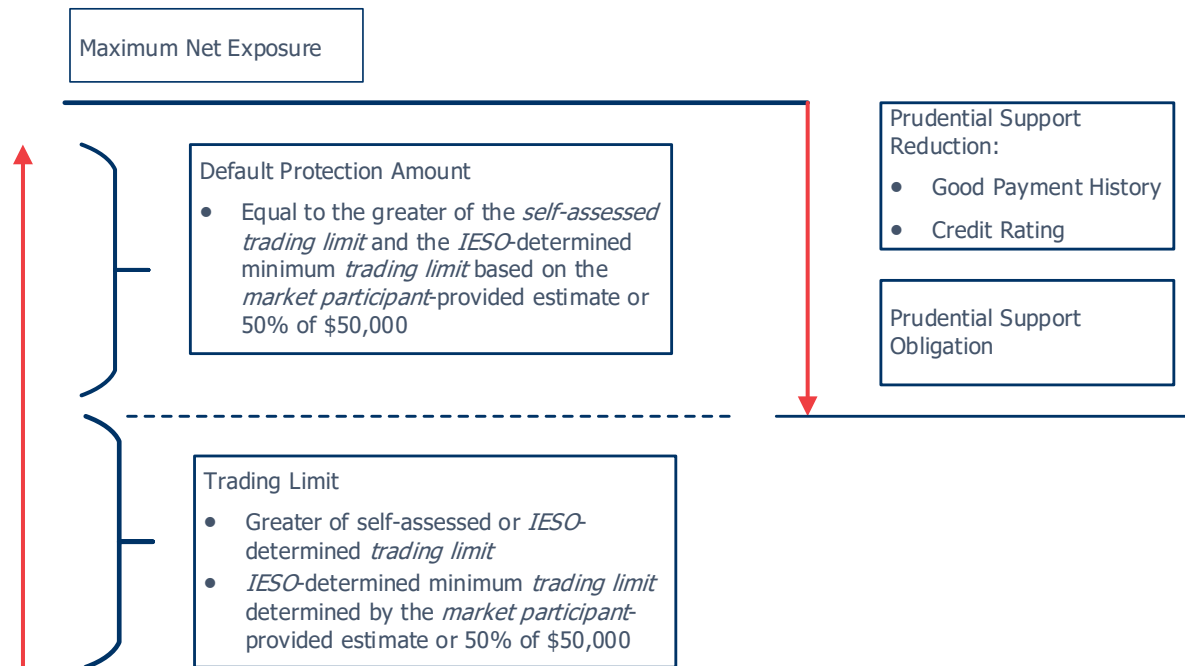 Maximum Net Exposure
Default Protection Amount
• Equal to the greater of the self-assessed
trading limit and the IESO-determined
minimum trading limit based on the
market participant-provided estimate or
50% of $50,000
Trading Limit
• Greater of self-assessed or IESO-
determined trading limit
• IESO-determined minimum trading limit
determined by the market participant-
provided estimate or 50% of $50,000
Prudential Support
Reduction:
• Good Payment History
• Credit Rating
Prudential Support
Obligation